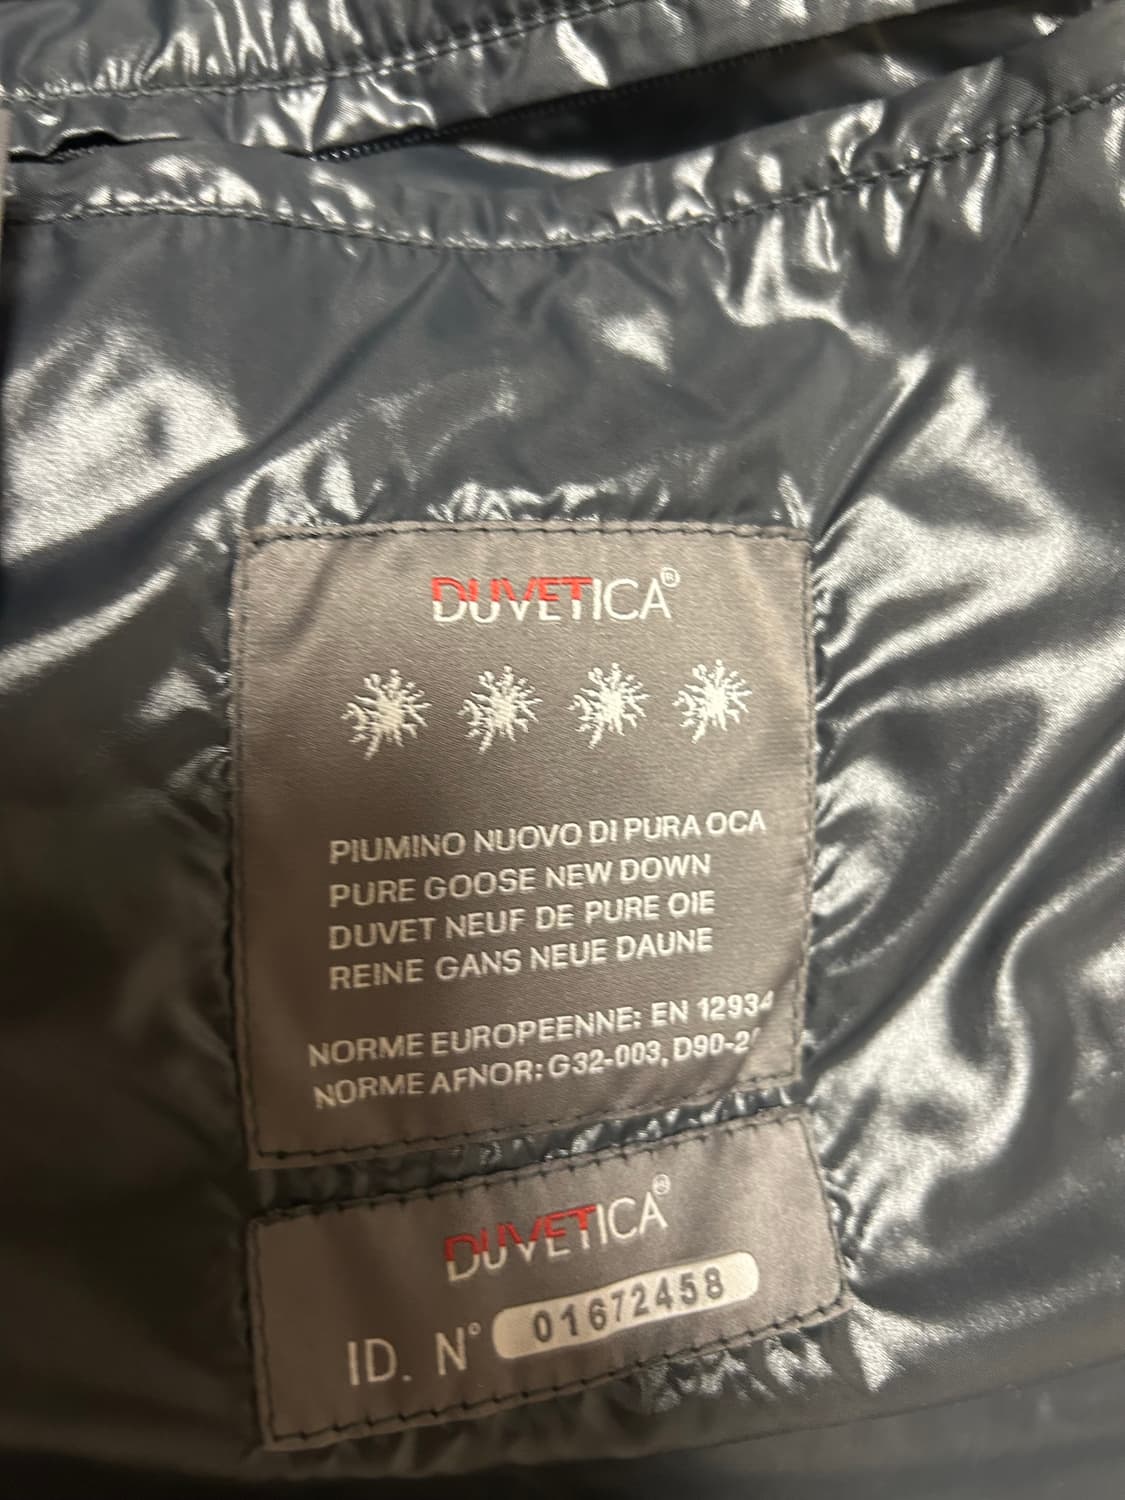 DUVETICA®
PIUMINO NUOVO DI PURA OCA
PURE GOOSE NEW DOWN
DUVET NEUF DE PURE OIE
REINE GANS NEUE DAUNE
NORME EUROPEENNE: EN 12934
NORME AFNOR: G32-003,
DUVETICA®
ID. N° 01672458